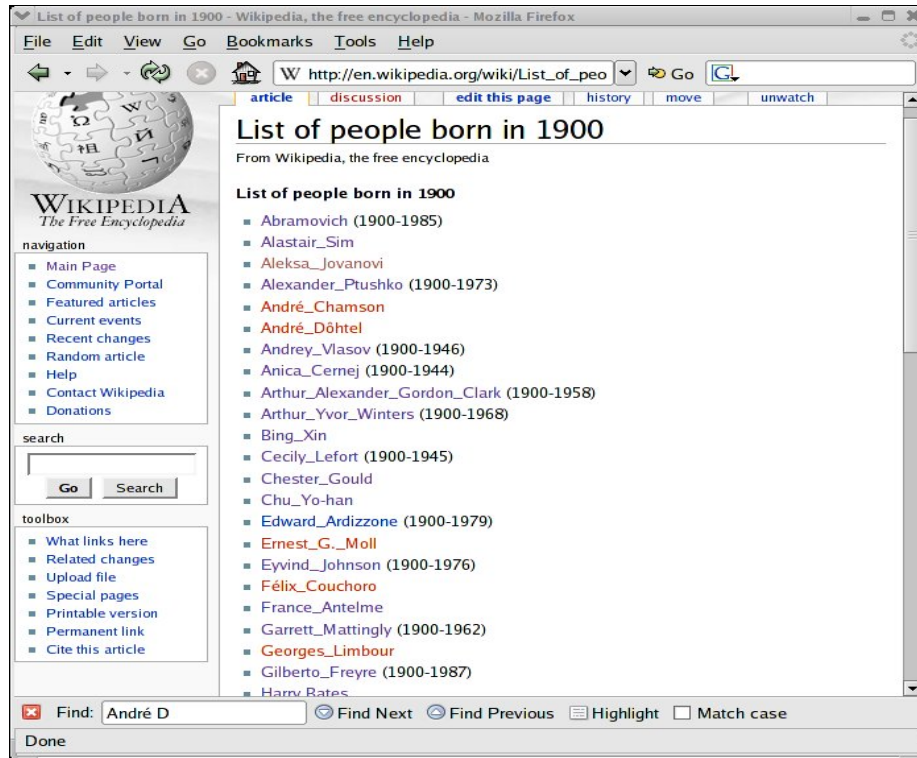 List of people born in 1900 - Wikipedia, the free encyclopedia - Mozilla Firefox
File Edit View Go Bookmarks Tools Help
W http://en.wikipedia.org/wiki/List_of_peo Go G
article discussion edit this page history move unwatch
List of people born in 1900
From Wikipedia, the free encyclopedia
List of people born in 1900
Abramovich (1900-1985)
Alastair_Sim
Aleksa_Jovanovi
Alexander_Ptushko (1900-1973)
André_Chamson
André_Dôhtel
Andrey_Vlasov (1900-1946)
Anica_Cernej (1900-1944)
Arthur_Alexander_Gordon_Clark (1900-1958)
Arthur_Yvor_Winters (1900-1968)
Bing_Xin
Cecily_Lefort (1900-1945)
Chester_Gould
Chu_Yo-han
Edward_Ardizzone (1900-1979)
Ernest_G._Moll
Eyvind_Johnson (1900-1976)
Félix_Couchoro
France_Antelme
Garrett_Mattingly (1900-1962)
Georges_Limbour
Gilberto_Freyre (1900-1987)
Harry Bates
W Ω И 祖
WIKIPEDIA
The Free Encyclopedia
navigation
Main Page
Community Portal
Featured articles
Current events
Recent changes
Random article
Help
Contact Wikipedia
Donations
search
Go Search
toolbox
What links here
Related changes
Upload file
Special pages
Printable version
Permanent link
Cite this article
Find: André D Find Next Find Previous Highlight Match case
Done